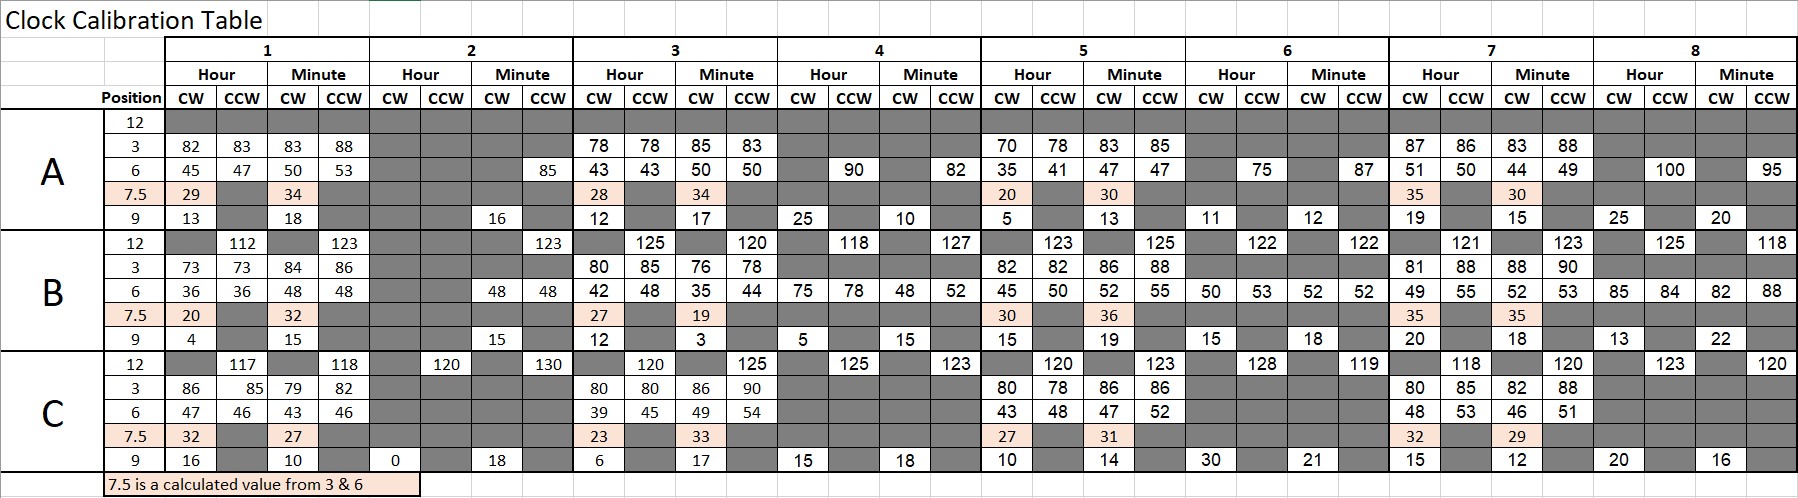 Clock Calibration Table
1 2 3 4 5 6 7 8
Hour Minute Hour Minute Hour Minute Hour Minute Hour Minute Hour Minute Hour Minute Hour Minute
Position CW CCW CW CCW CW CCW CW CCW CW CCW CW CCW CW CCW CW CCW CW CCW CW CCW CW CCW CW CCW CW CCW CW CCW CW CCW CW CCW
A
12
3 82 83 83 88 78 78 85 83 70 78 83 85 87 86 83 88
6 45 47 50 53 85 43 43 50 50 90 82 35 41 47 47 75 87 51 50 44 49 100 95
7.5 29 34 28 34 20 30 35 30
9 13 18 16 12 17 25 10 5 13 11 12 19 15 25 20
B
12 112 123 123 125 120 118 127 123 125 122 122 121 123 125 118
3 73 73 84 86 80 85 76 78 82 82 86 88 81 88 88 90
6 36 36 48 48 48 48 42 48 35 44 75 78 48 52 45 50 52 55 50 53 52 52 49 55 52 53 85 84 82 88
7.5 20 32 27 19 30 36 35 35
9 4 15 15 12 3 5 15 15 19 15 18 20 18 13 22
C
12 117 118 120 130 120 125 125 123 120 123 128 119 118 120 123 120
3 86 85 79 82 80 80 86 90 80 78 86 86 80 85 82 88
6 47 46 43 46 39 45 49 54 43 48 47 52 48 53 46 51
7.5 32 27 23 33 27 31 32 29
9 16 10 0 18 6 17 15 18 10 14 30 21 15 12 20 16
7.5 is a calculated value from 3 & 6